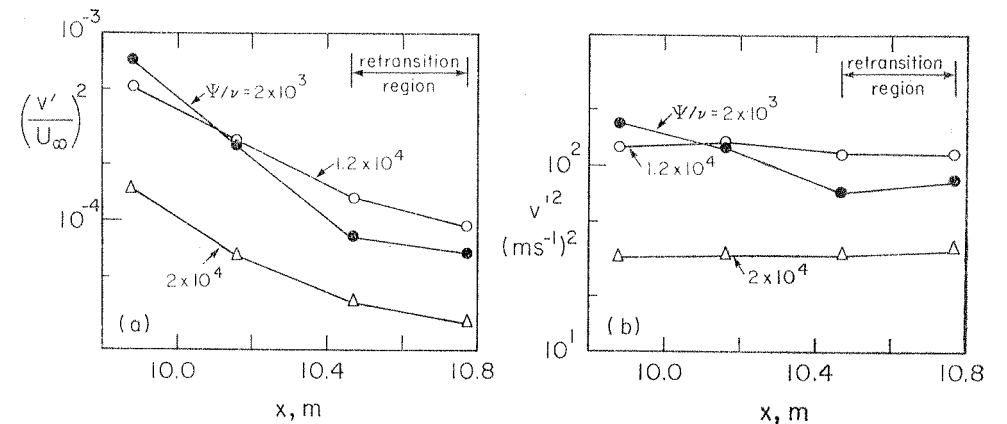 10⁻³
(v'/U∞)²
10⁻⁴
retransition
region
Ψ/ν = 2 x 10³
1.2 x 10⁴
2 x 10⁴
(a)
10.0 10.4 10.8
x, m
v'²
(ms⁻¹)²
10²
10¹
retransition
region
Ψ/ν = 2 x 10³
1.2 x 10⁴
2 x 10⁴
(b)
10.0 10.4 10.8
x, m